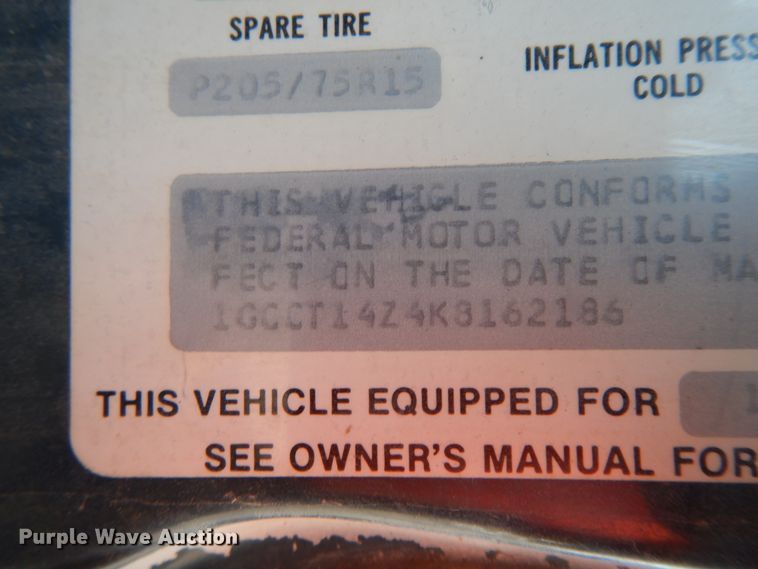 SPARE TIRE
P205/75R15
INFLATION PRESS
COLD
THIS VEHICLE CONFORMS
FEDERAL MOTOR VEHICLE
FECT ON THE DATE OF MA
1GCCT14Z4K8162186
THIS VEHICLE EQUIPPED FOR
SEE OWNER'S MANUAL FOR
Purple Wave Auction